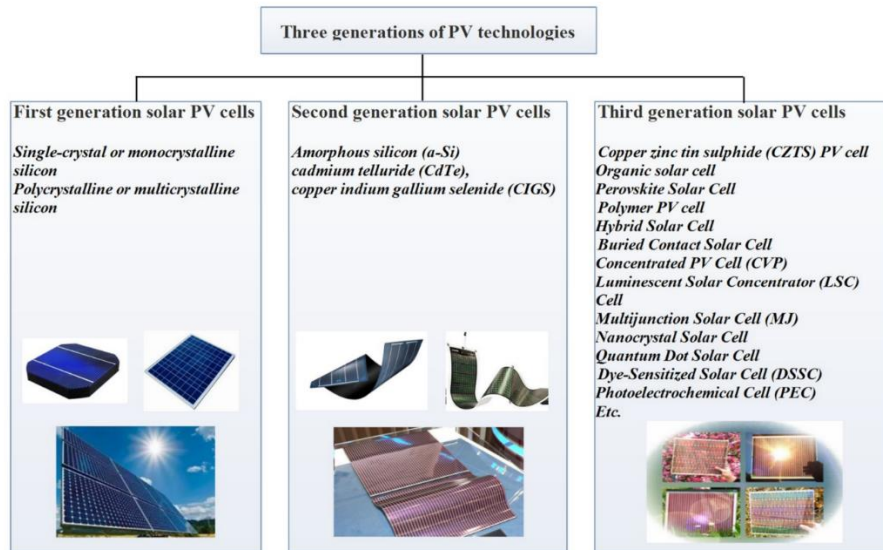 Three generations of PV technologies
First generation solar PV cells
Single-crystal or monocrystalline
silicon
Polycrystalline or multicrystalline
silicon
Second generation solar PV cells
Amorphous silicon (a-Si)
cadmium telluride (CdTe),
copper indium gallium selenide (CIGS)
Third generation solar PV cells
Copper zinc tin sulphide (CZTS) PV cell
Organic solar cell
Perovskite Solar Cell
Polymer PV cell
Hybrid Solar Cell
Buried Contact Solar Cell
Concentrated PV Cell (CVP)
Luminescent Solar Concentrator (LSC)
Cell
Multijunction Solar Cell (MJ)
Nanocrystal Solar Cell
Quantum Dot Solar Cell
Dye-Sensitized Solar Cell (DSSC)
Photoelectrochemical Cell (PEC)
Etc.